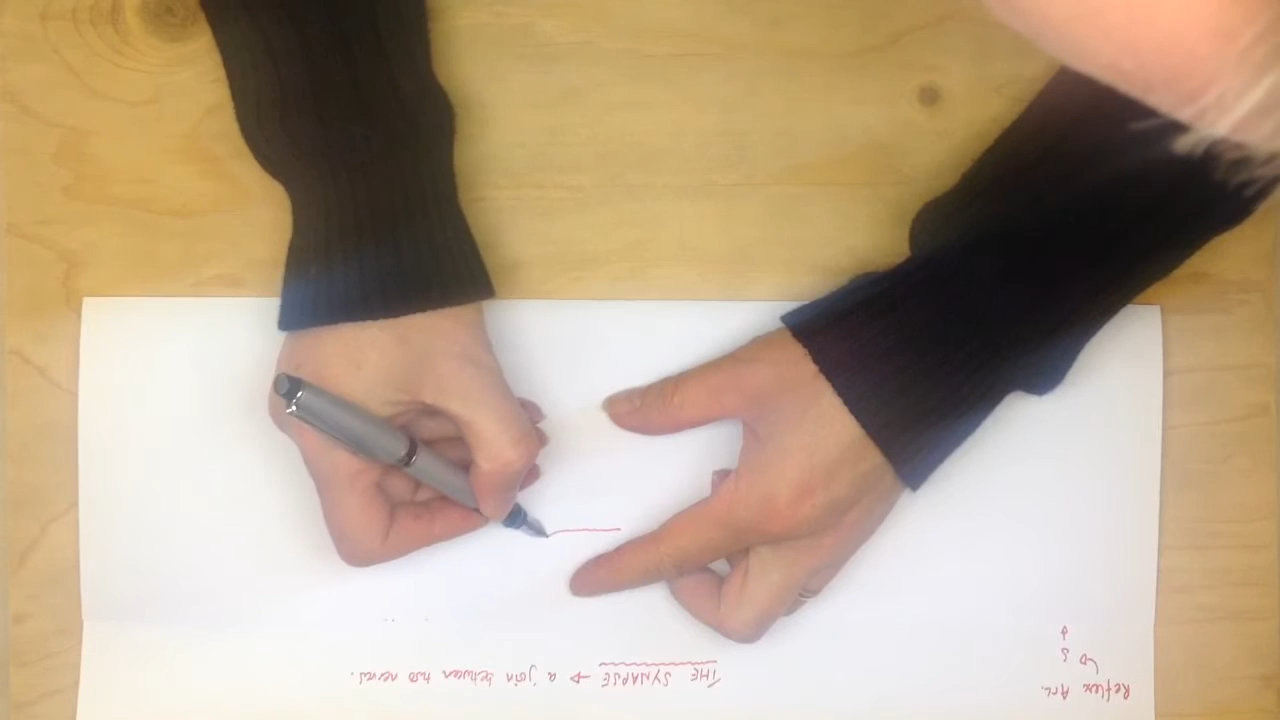 Reflex Arc.
↳ S
↓
THE SYNAPSE → a join between two nerves.